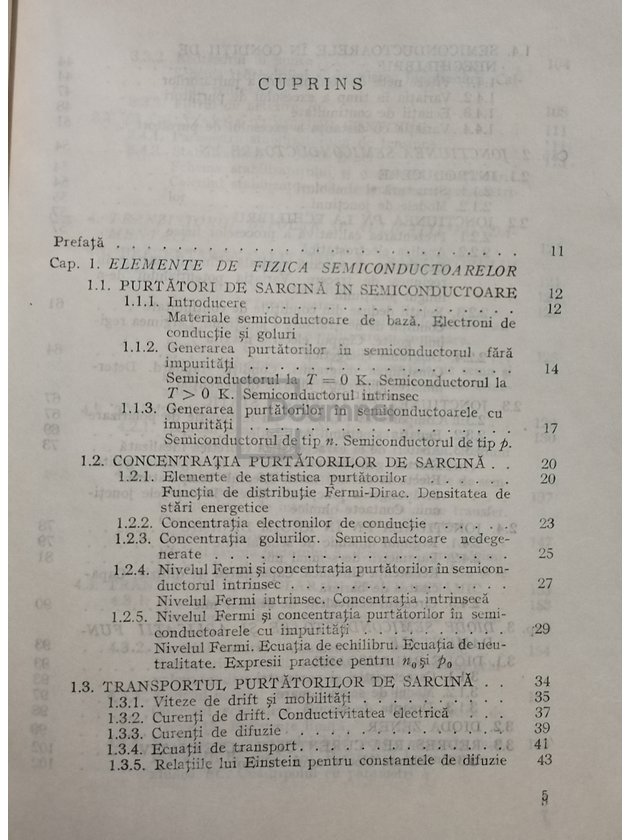 CUPRINS
Prefață . . . . . . . . . . . . . . . . . . . . . . . . 11
Cap. 1. ELEMENTE DE FIZICA SEMICONDUCTOARELOR
1.1. PURTĂTORI DE SARCINĂ ÎN SEMICONDUCTOARE 12
1.1.1. Introducere . . . . . . . . . . . . . . . . 12
Materiale semiconductoare de bază. Electroni de
conducție și goluri
1.1.2. Generarea purtătorilor în semiconductorul fără
impurități . . . . . . . . . . . . . . . . . 14
Semiconductorul la T = 0 K. Semiconductorul la
T > 0 K. Semiconductorul intrinsec
1.1.3. Generarea purtătorilor în semiconductoarele cu
impurități . . . . . . . . . . . . . . . . . 17
Semiconductorul de tip n. Semiconductorul de tip p.
1.2. CONCENTRAȚIA PURTĂTORILOR DE SARCINĂ . . 20
1.2.1. Elemente de statistica purtătorilor . . . . . 20
Funcția de distribuție Fermi-Dirac. Densitatea de
stări energetice
1.2.2. Concentrația electronilor de conducție . . . . . 23
1.2.3. Concentrația golurilor. Semiconductoare nedege-
nerate . . . . . . . . . . . . . . . . . . . 25
1.2.4. Nivelul Fermi și concentrația purtătorilor în semicon-
ductorul intrinsec . . . . . . . . . . . . . 27
Nivelul Fermi intrinsec. Concentrația intrinsecă
1.2.5. Nivelul Fermi și concentrația purtătorilor în semi-
conductoarele cu impurități . . . . . . . . . 29
Nivelul Fermi. Ecuația de echilibru. Ecuația de neu-
tralitate. Expresii practice pentru n₀ și p₀
1.3. TRANSPORTUL PURTĂTORILOR DE SARCINĂ . . 34
1.3.1. Viteze de drift și mobilități . . . . . . . . . 35
1.3.2. Curenți de drift. Conductivitatea electrică . . . 37
1.3.3. Curenți de difuzie . . . . . . . . . . . . . 39
1.3.4. Ecuații de transport . . . . . . . . . . . . 41
1.3.5. Relațiile lui Einstein pentru constantele de difuzie 43
5